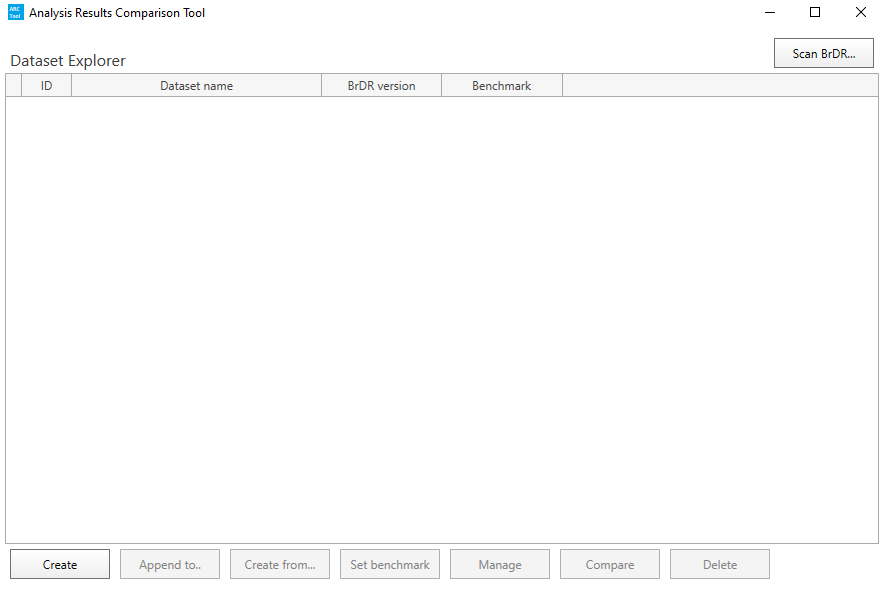 ARC
Tool
Analysis Results Comparison Tool
Scan BrDR...
Dataset Explorer
ID Dataset name BrDR version Benchmark
Create Append to.. Create from... Set benchmark Manage Compare Delete